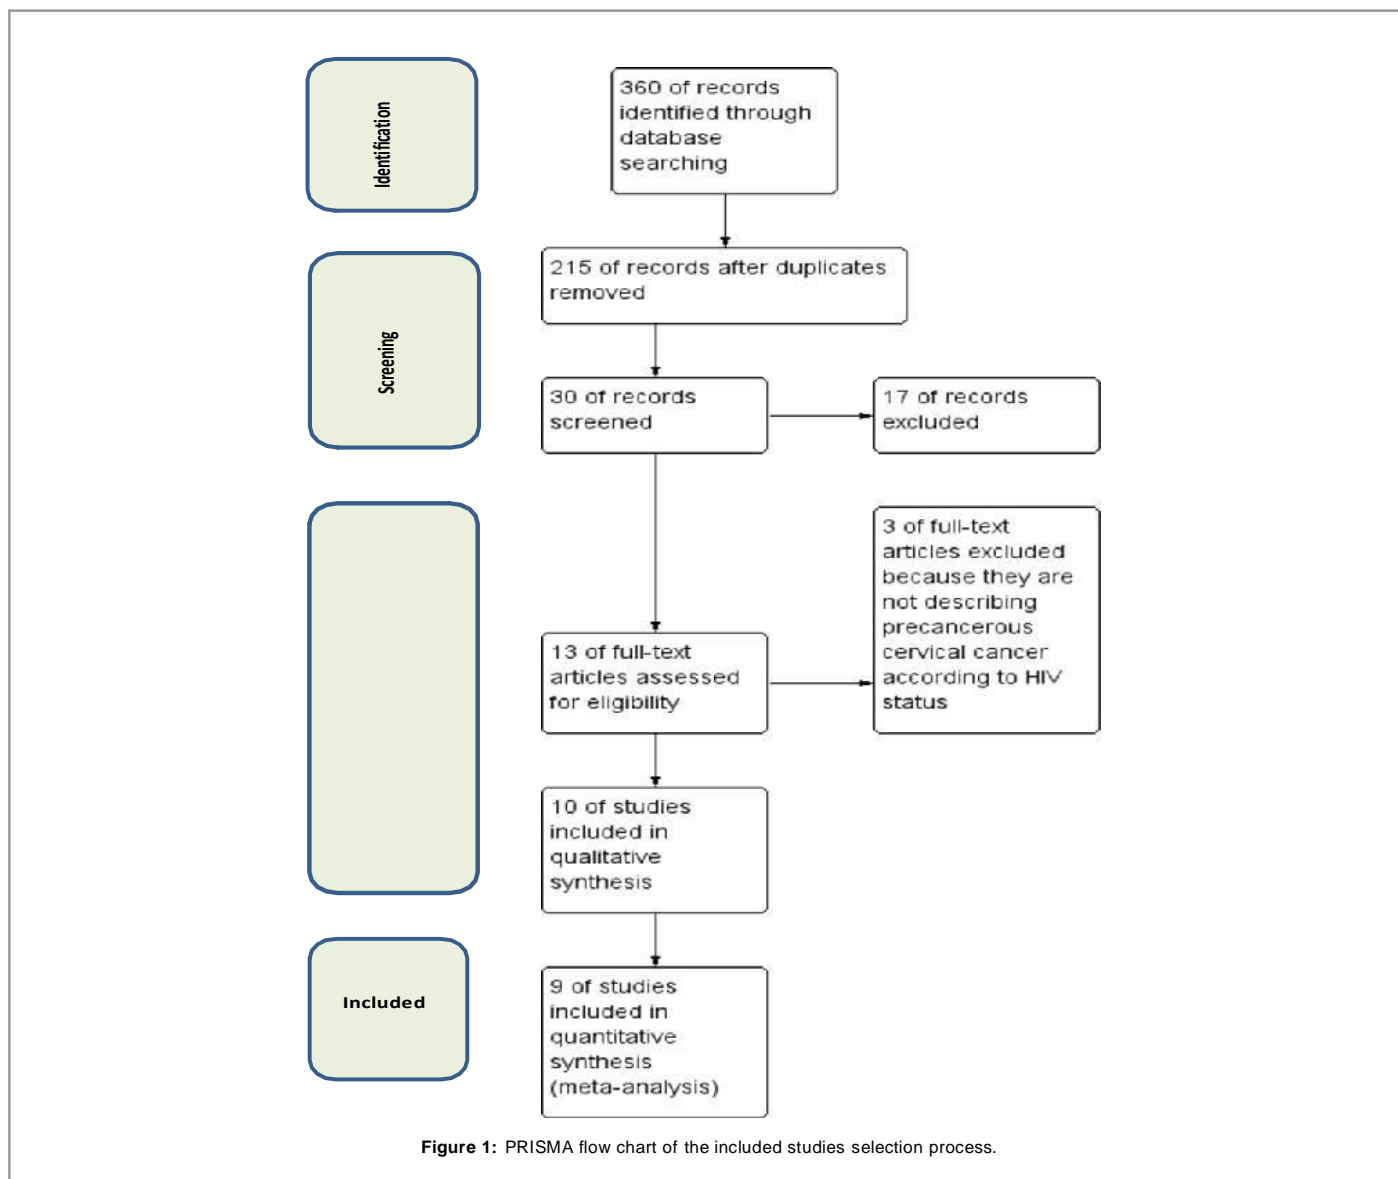 Identification
360 of records
identified through
database
searching
Screening
215 of records after duplicates
removed
30 of records
screened
17 of records
excluded
13 of full-text
articles assessed
for eligibility
3 of full-text
articles excluded
because they are
not describing
precancerous
cervical cancer
according to HIV
status
10 of studies
included in
qualitative
synthesis
Included
9 of studies
included in
quantitative
synthesis
(meta-analysis)
Figure 1: PRISMA flow chart of the included studies selection process.